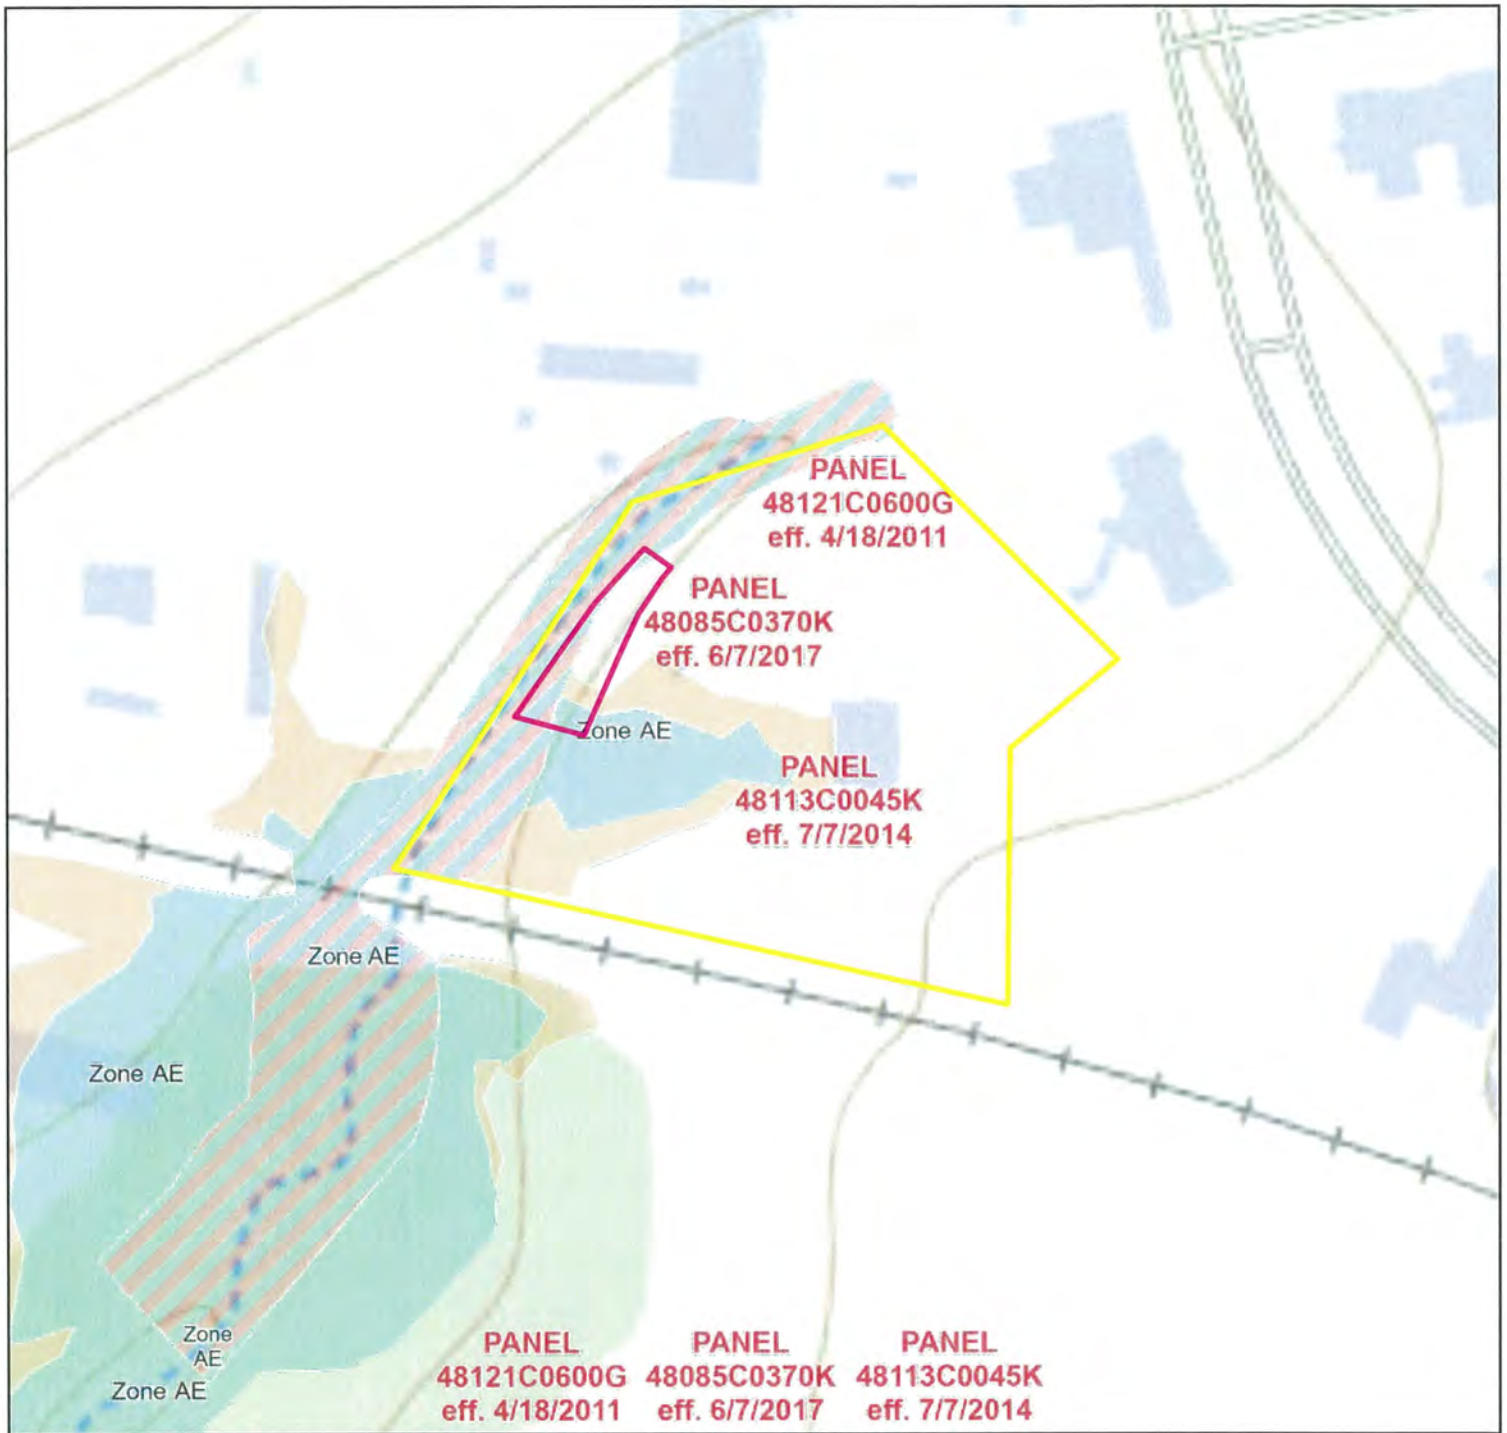 PANEL
48121C0600G
eff. 4/18/2011
PANEL
48085C0370K
eff. 6/7/2017
Zone AE
PANEL
48113C0045K
eff. 7/7/2014
Zone AE
Zone AE
Zone
AE
Zone AE
PANEL
48121C0600G
eff. 4/18/2011
PANEL
48085C0370K
eff. 6/7/2017
PANEL
48113C0045K
eff. 7/7/2014